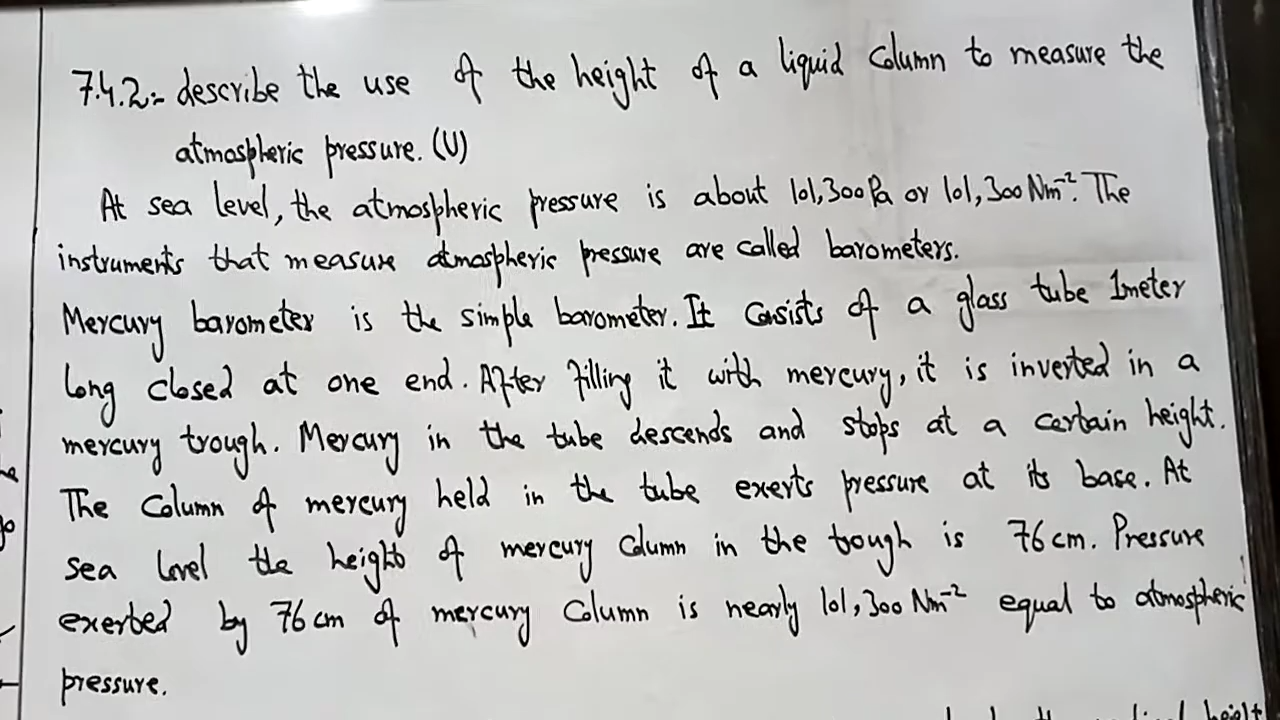 7.4.2:- describe the use of the height of a liquid column to measure the
atmospheric pressure. (U)
At sea level, the atmospheric pressure is about 101,300 Pa or 101,300 Nm⁻². The
instruments that measure atmospheric pressure are called barometers.
Mercury barometer is the simple barometer. It consists of a glass tube 1meter
long closed at one end. After filling it with mercury, it is inverted in a
mercury trough. Mercury in the tube descends and stops at a certain height.
The column of mercury held in the tube exerts pressure at its base. At
sea level the height of mercury column in the trough is 76 cm. Pressure
exerted by 76 cm of mercury column is nearly 101,300 Nm⁻² equal to atmospheric
pressure.